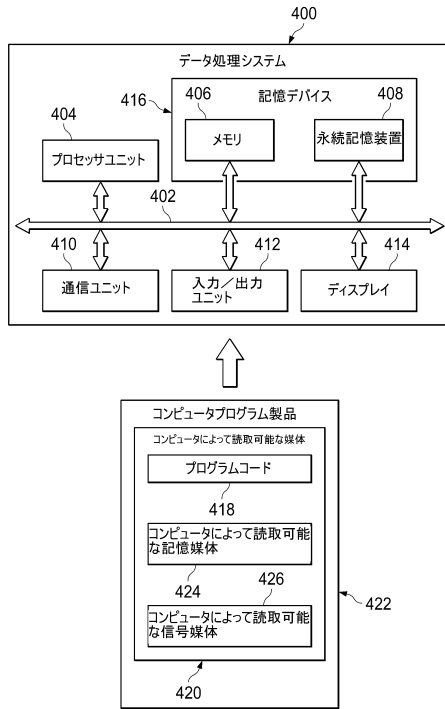 400
データ処理システム
416
記憶デバイス
404
406
408
プロセッサユニット
メモリ
永続記憶装置
402
410
412
414
通信ユニット
入力／出力
ユニット
ディスプレイ
コンピュータプログラム製品
コンピュータによって読取可能な媒体
プログラムコード
418
コンピュータによって読取可能
な記憶媒体
424
426
コンピュータによって読取可能
な信号媒体
422
420